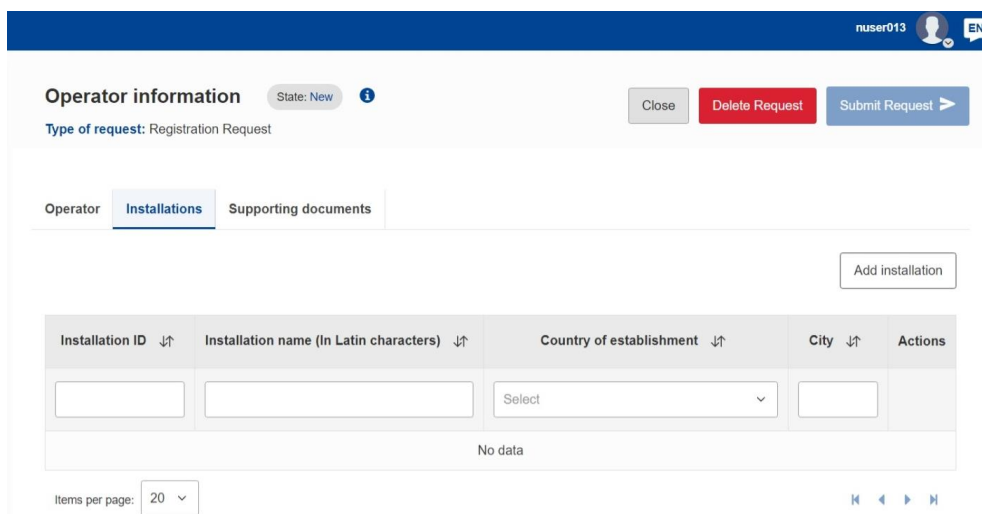 nuser013 EN
Operator information State: New
Close Delete Request Submit Request
Type of request: Registration Request
Operator Installations Supporting documents
Add installation
Installation ID Installation name (In Latin characters) Country of establishment City Actions
Select
No data
Items per page: 20